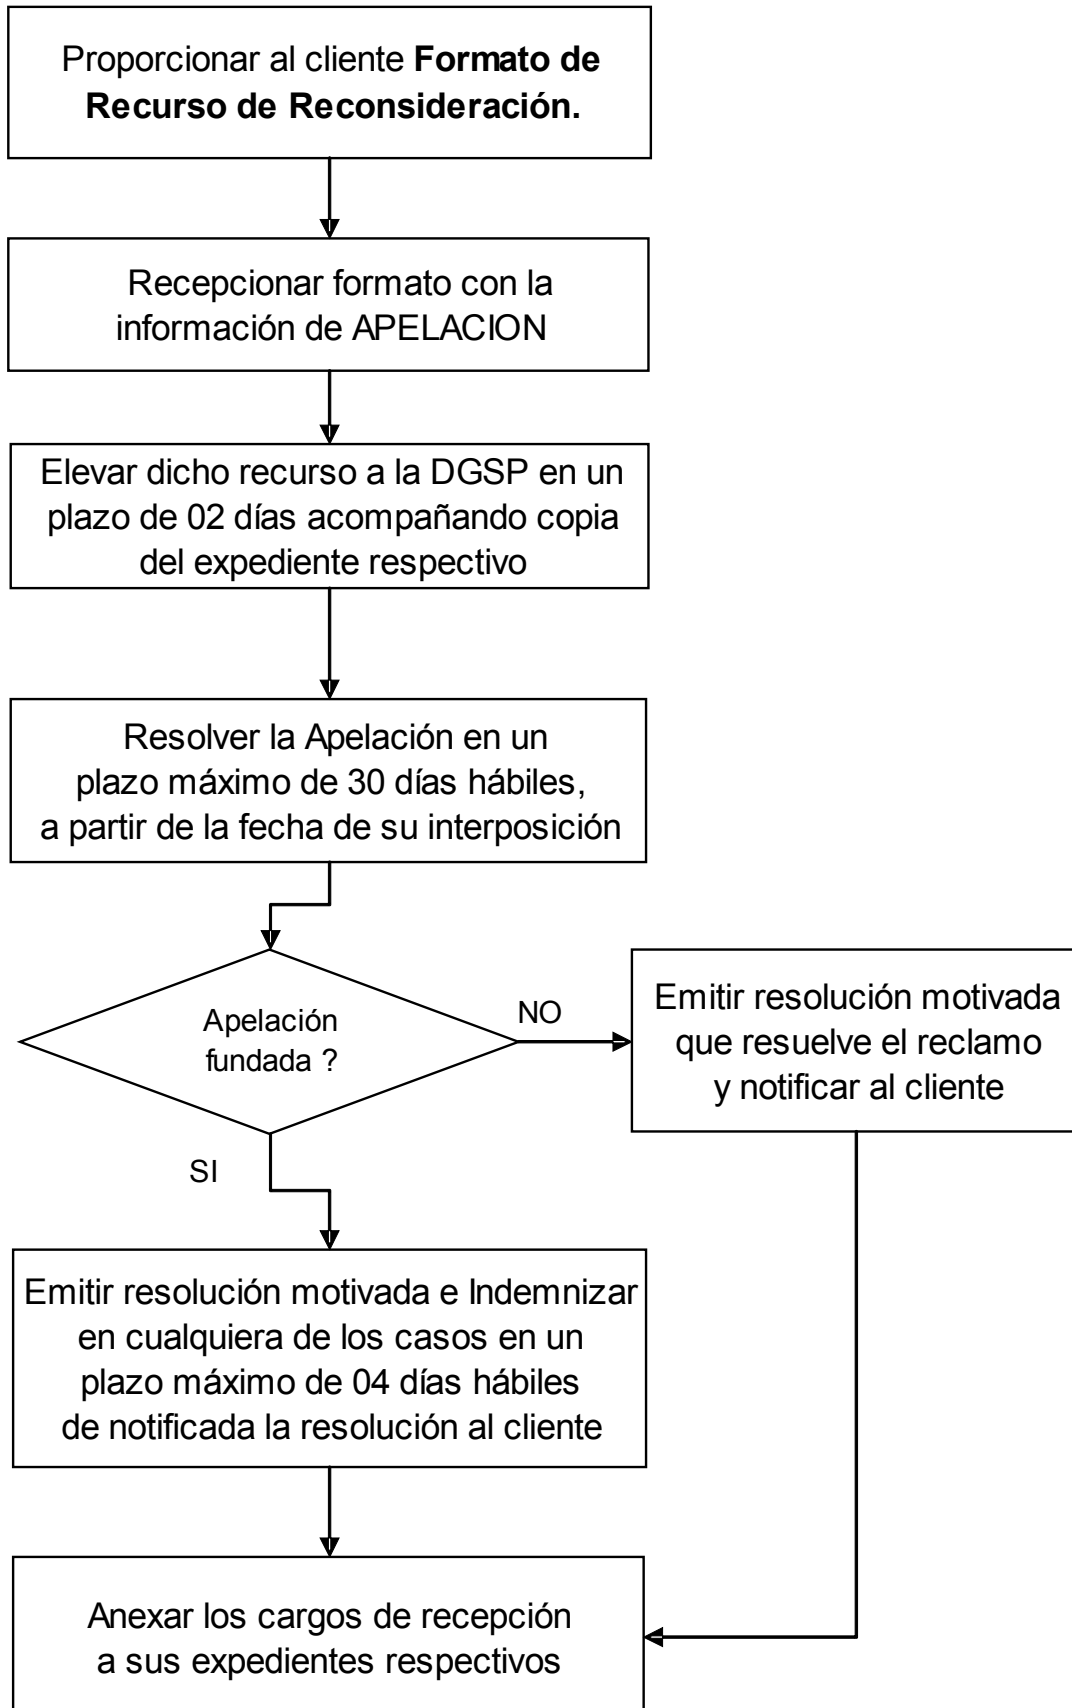 Proporcionar al cliente Formato de
Recurso de Reconsideración.
Recepcionar formato con la
información de APELACION
Elevar dicho recurso a la DGSP en un
plazo de 02 días acompañando copia
del expediente respectivo
Resolver la Apelación en un
plazo máximo de 30 días hábiles,
a partir de la fecha de su interposición
Apelación
fundada ?
NO
Emitir resolución motivada
que resuelve el reclamo
y notificar al cliente
SI
Emitir resolución motivada e Indemnizar
en cualquiera de los casos en un
plazo máximo de 04 días hábiles
de notificada la resolución al cliente
Anexar los cargos de recepción
a sus expedientes respectivos